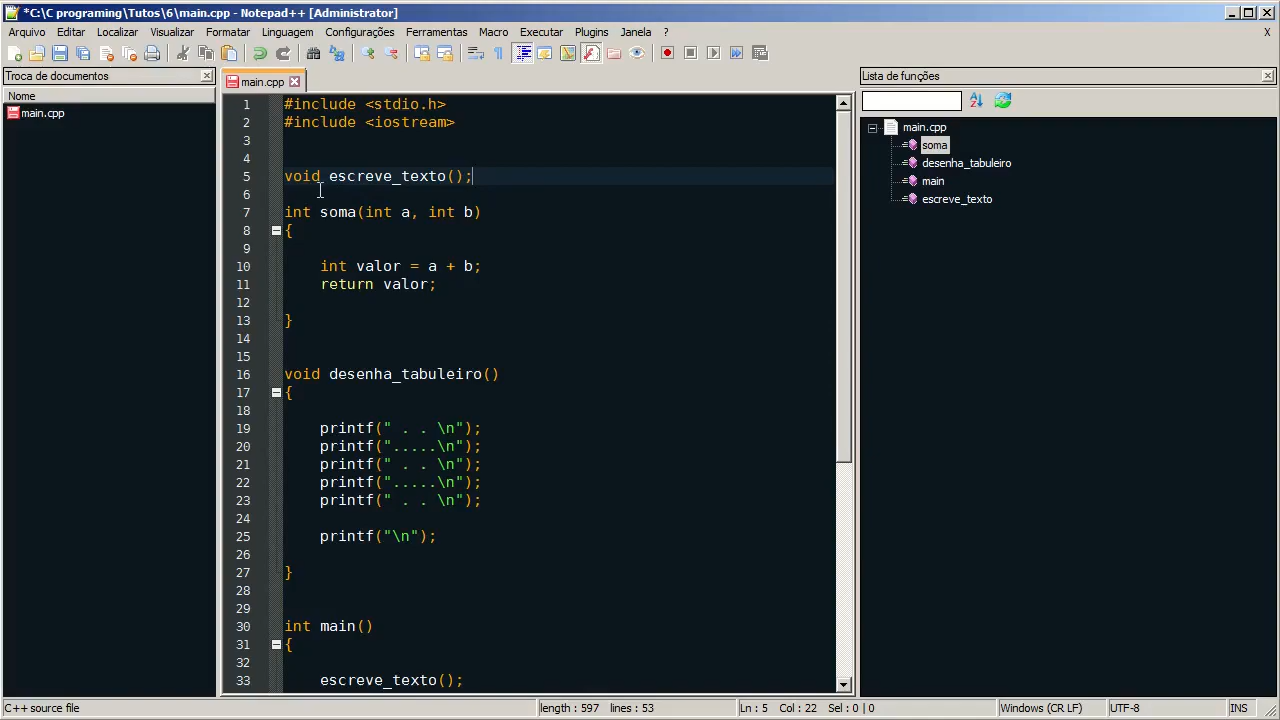 *C:\C programing\Tutos\6\main.cpp - Notepad++ [Administrator]
Arquivo Editar Localizar Visualizar Formatar Linguagem Configurações Ferramentas Macro Executar Plugins Janela ? X
Troca de documentos
Nome
main.cpp
main.cpp
1 #include <stdio.h>
2 #include <iostream>
3
4
5 void escreve_texto();
6
7 int soma(int a, int b)
8 {
9
10 int valor = a + b;
11 return valor;
12
13 }
14
15
16 void desenha_tabuleiro()
17 {
18
19 printf(" . . \n");
20 printf(".....\n");
21 printf(" . . \n");
22 printf(".....\n");
23 printf(" . . \n");
24
25 printf("\n");
26
27 }
28
29
30 int main()
31 {
32
33 escreve_texto();
Lista de funções
main.cpp
soma
desenha_tabuleiro
main
escreve_texto
C++ source file length : 597 lines : 53 Ln : 5 Col : 22 Sel : 0 | 0 Windows (CR LF) UTF-8 INS